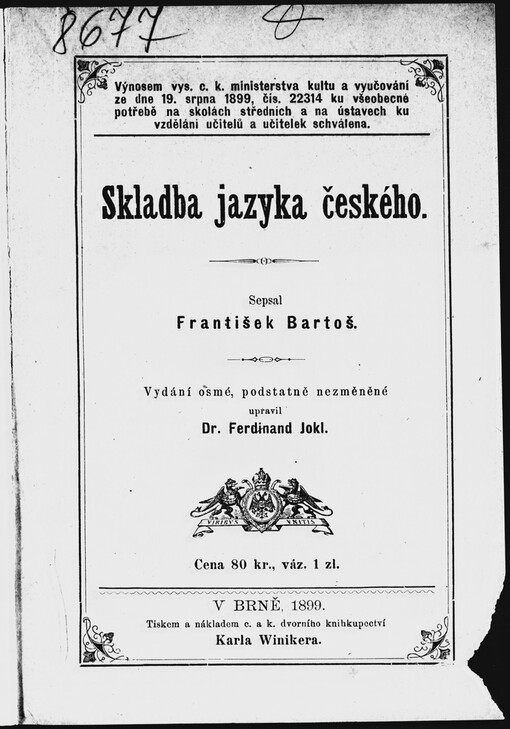 8677
Výnosem vys. c. k. ministerstva kultu a vyučování
ze dne 19. srpna 1899, čís. 22314 ku všeobecné
potřebě na školách středních a na ústavech ku
vzdělání učitelů a učitelek schválena.
Skladba jazyka českého.
Sepsal
František Bartoš.
Vydání osmé, podstatně nezměněné
upravil
Dr. Ferdinand Jokl.
VIRIBUS UNITIS
Cena 80 kr., váz. 1 zl.
V BRNĚ, 1899.
Tiskem a nákladem c. a k. dvorního knihkupectví
Karla Winikera.